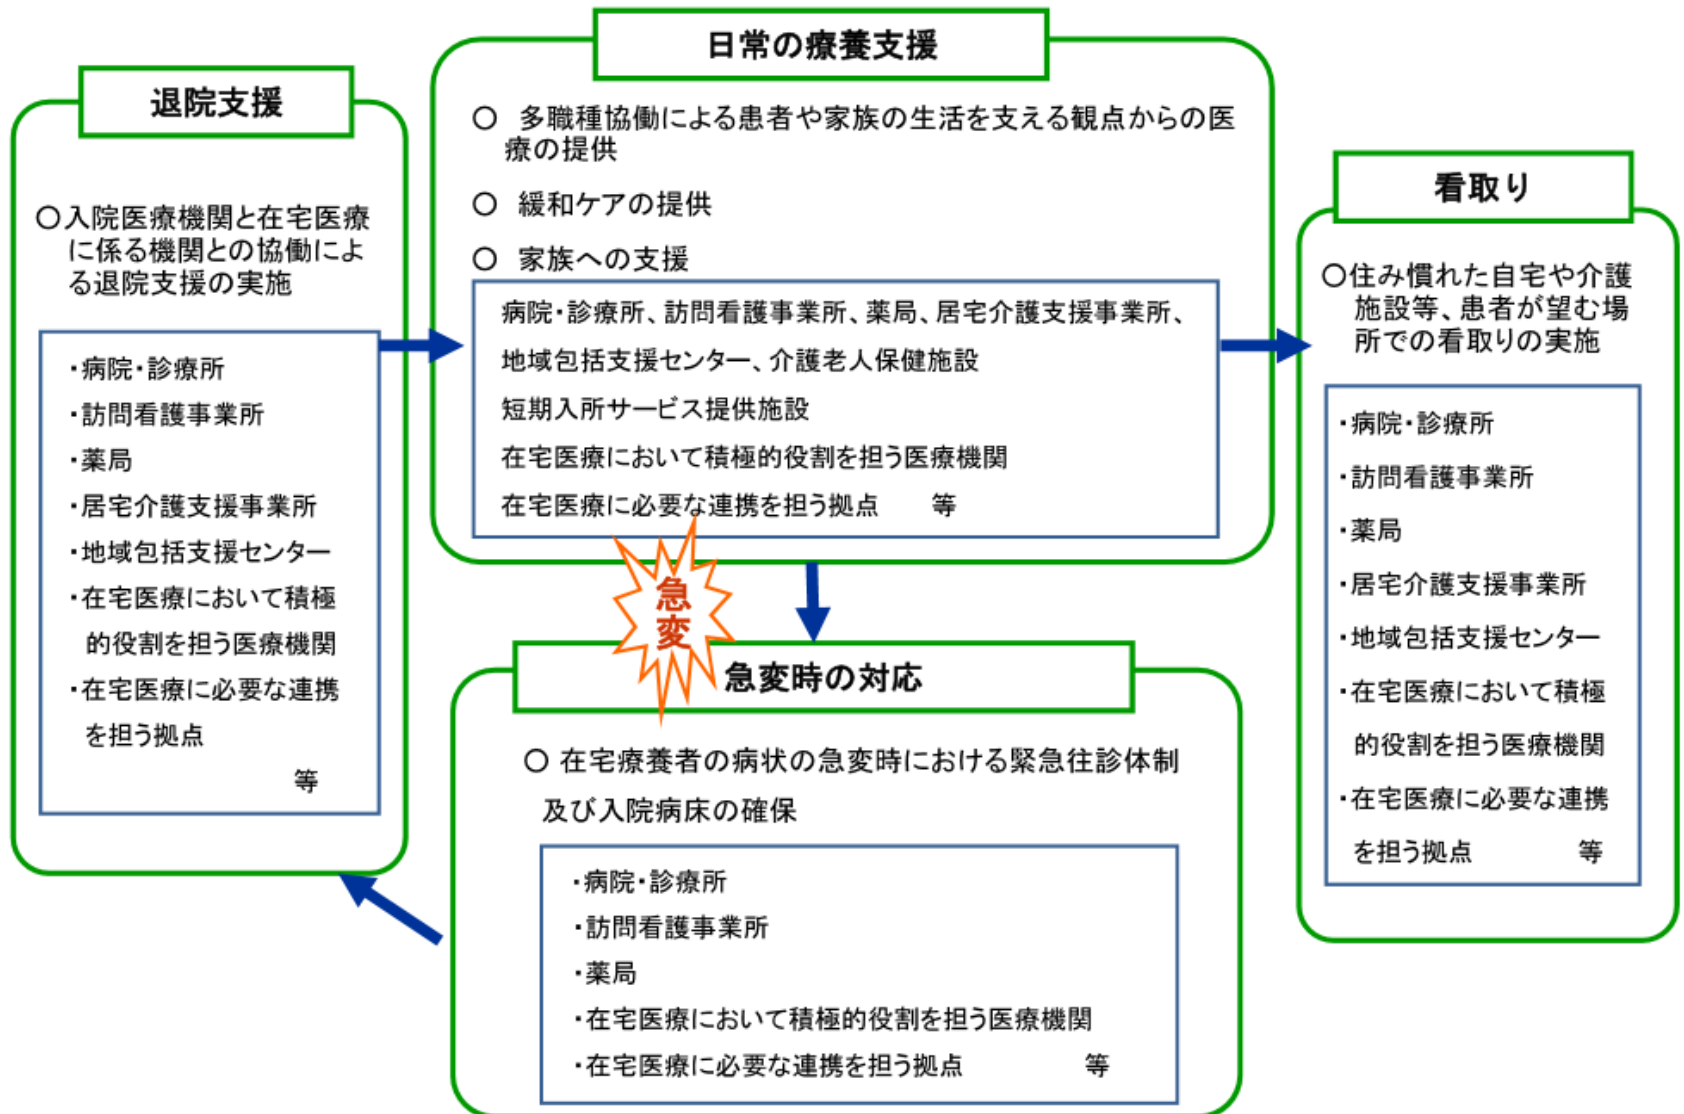 退院支援
〇入院医療機関と在宅医療
に係る機関との協働によ
る退院支援の実施
・病院・診療所
・訪問看護事業所
・薬局
・居宅介護支援事業所
・地域包括支援センター
・在宅医療において積極
的役割を担う医療機関
・在宅医療に必要な連携
を担う拠点
等
日常の療養支援
〇 多職種協働による患者や家族の生活を支える観点からの医
療の提供
〇 緩和ケアの提供
〇 家族への支援
病院・診療所、訪問看護事業所、薬局、居宅介護支援事業所、
地域包括支援センター、介護老人保健施設
短期入所サービス提供施設
在宅医療において積極的役割を担う医療機関
在宅医療に必要な連携を担う拠点 等
急
変
急変時の対応
〇 在宅療養者の病状の急変時における緊急往診体制
及び入院病床の確保
・病院・診療所
・訪問看護事業所
・薬局
・在宅医療において積極的役割を担う医療機関
・在宅医療に必要な連携を担う拠点 等
看取り
〇住み慣れた自宅や介護
施設等、患者が望む場
所での看取りの実施
・病院・診療所
・訪問看護事業所
・薬局
・居宅介護支援事業所
・地域包括支援センター
・在宅医療において積極
的役割を担う医療機関
・在宅医療に必要な連携
を担う拠点 等